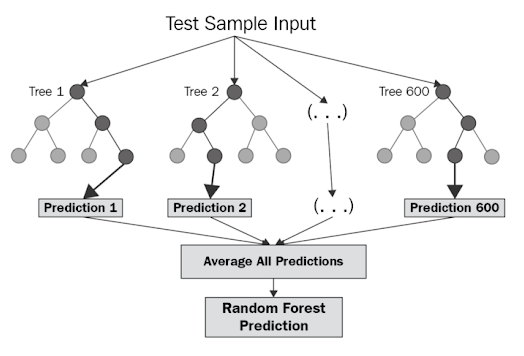 Test Sample Input
Tree 1
Tree 2
(. . .)
Tree 600
Prediction 1
Prediction 2
(. . .)
Prediction 600
Average All Predictions
Random Forest
Prediction